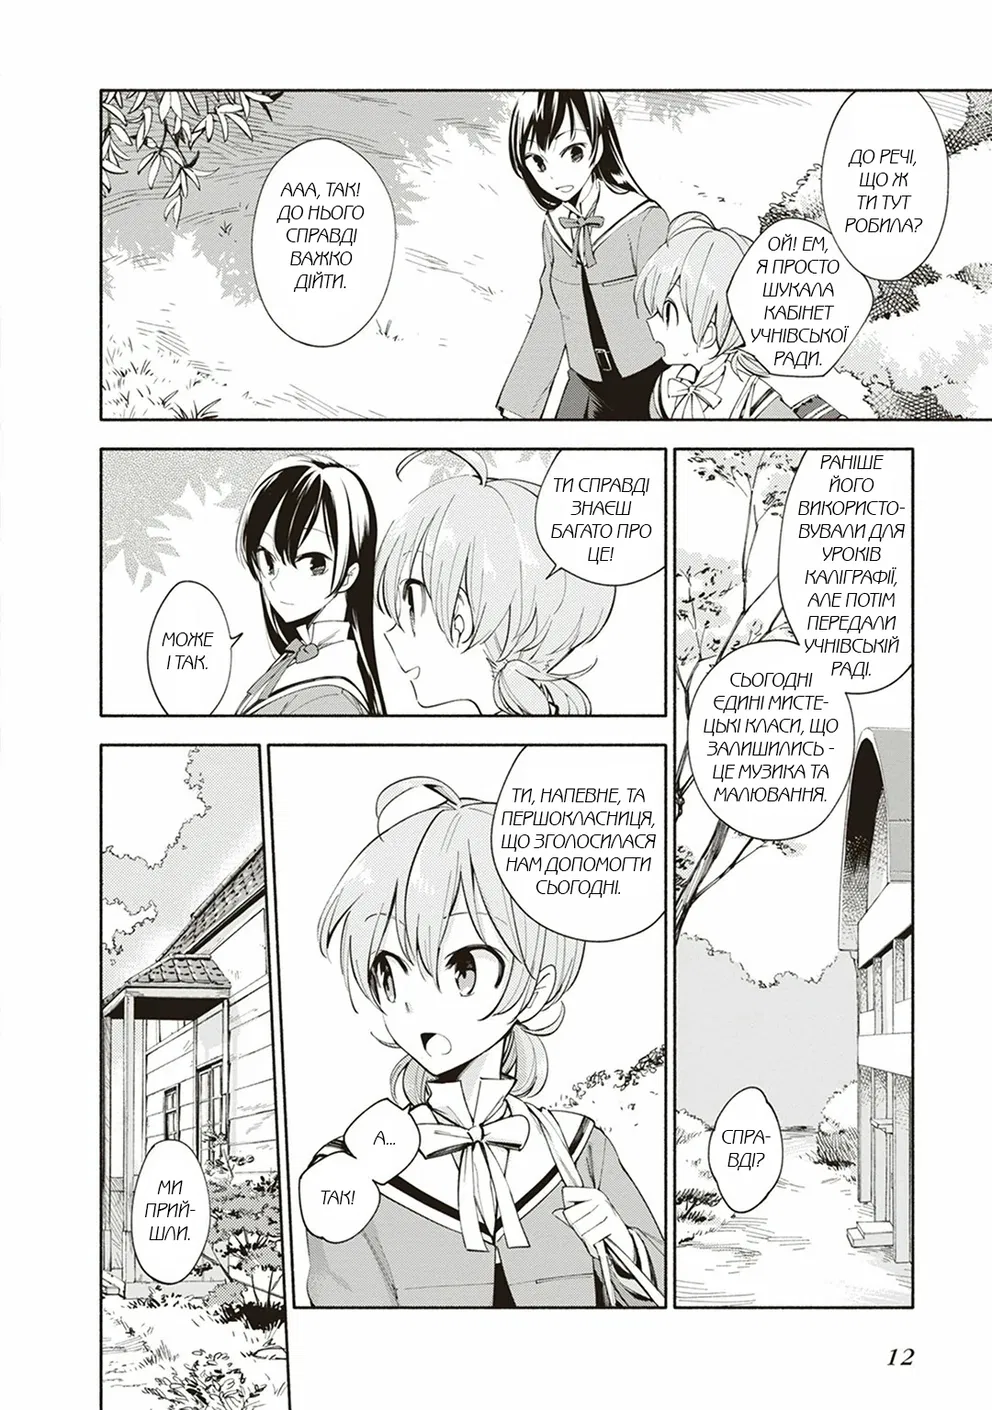 ДО РЕЧІ,
ЩО Ж
ТИ ТУТ
РОБИЛА?
ОЙ! ЕМ,
Я ПРОСТО
ШУКАЛА
КАБІНЕТ
УЧНІВСЬКОЇ
РАДИ.
ААА, ТАК!
ДО НЬОГО
СПРАВДІ
ВАЖКО
ДІЙТИ.
РАНІШЕ
ЙОГО
ВИКОРИСТО-
ВУВАЛИ ДЛЯ
УРОКІВ
КАЛІГРАФІЇ,
АЛЕ ПОТІМ
ПЕРЕДАЛИ
УЧНІВСЬКІЙ
РАДІ.
СЬОГОДНІ
ЄДИНІ МИСТЕ-
ЦЬКІ КЛАСИ, ЩО
ЗАЛИШИЛИСЬ -
ЦЕ МУЗИКА ТА
МАЛЮВАННЯ.
СПРА-
ВДІ?
ТИ СПРАВДІ
ЗНАЄШ
БАГАТО ПРО
ЦЕ!
МОЖЕ
І ТАК.
ТИ, НАПЕВНЕ, ТА
ПЕРШОКЛАСНИЦЯ,
ЩО ЗГОЛОСИЛАСЯ
НАМ ДОПОМОГТИ
СЬОГОДНІ.
А...
ТАК!
МИ
ПРИЙ-
ШЛИ.
12